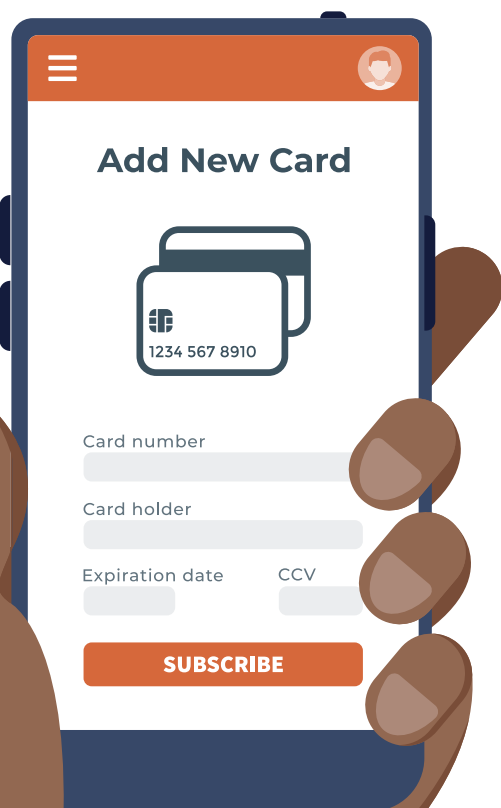 Add New Card
1234 567 8910
Card number
Card holder
Expiration date CCV
SUBSCRIBE